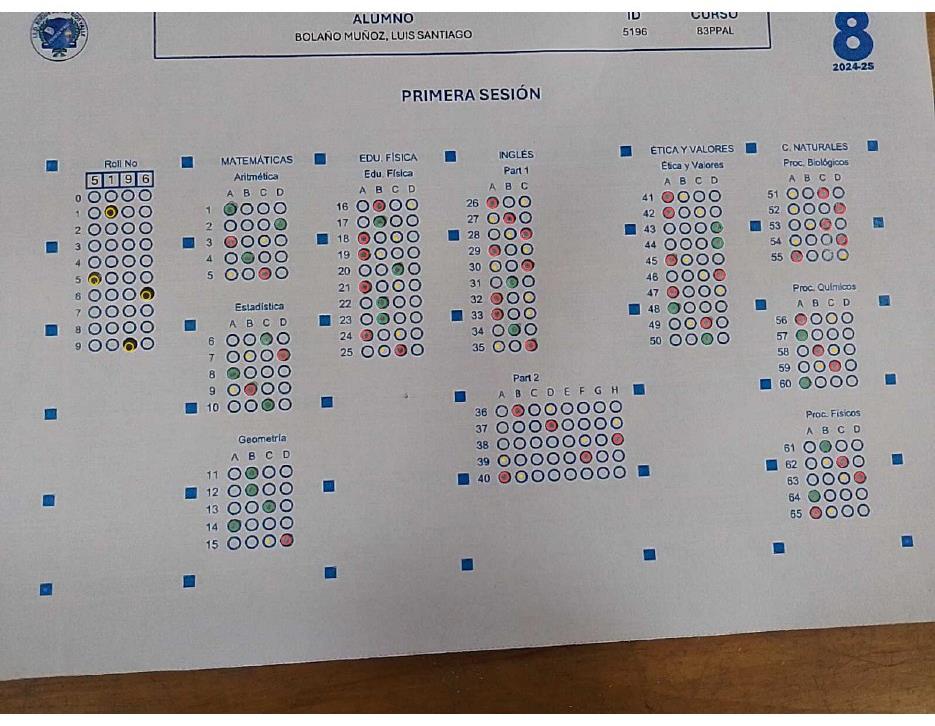 ALUMNO
BOLAÑO MUÑOZ, LUIS SANTIAGO
ID
5196
CURSO
83PPAL
8
2024-25
PRIMERA SESIÓN
Roll No
5 1 9 6
0
1
2
3
4
5
6
7
8
9
MATEMÁTICAS
Aritmética
A B C D
1
2
3
4
5
Estadística
A B C D
6
7
8
9
10
Geometría
A B C D
11
12
13
14
15
EDU. FÍSICA
Edu. Física
A B C D
16
17
18
19
20
21
22
23
24
25
INGLÉS
Part 1
A B C
26
27
28
29
30
31
32
33
34
35
Part 2
A B C D E F G H
36
37
38
39
40
ÉTICA Y VALORES
Ética y Valores
A B C D
41
42
43
44
45
46
47
48
49
50
C. NATURALES
Proc. Biológicos
A B C D
51
52
53
54
55
Proc. Químicos
A B C D
56
57
58
59
60
Proc. Físicos
A B C D
61
62
63
64
65